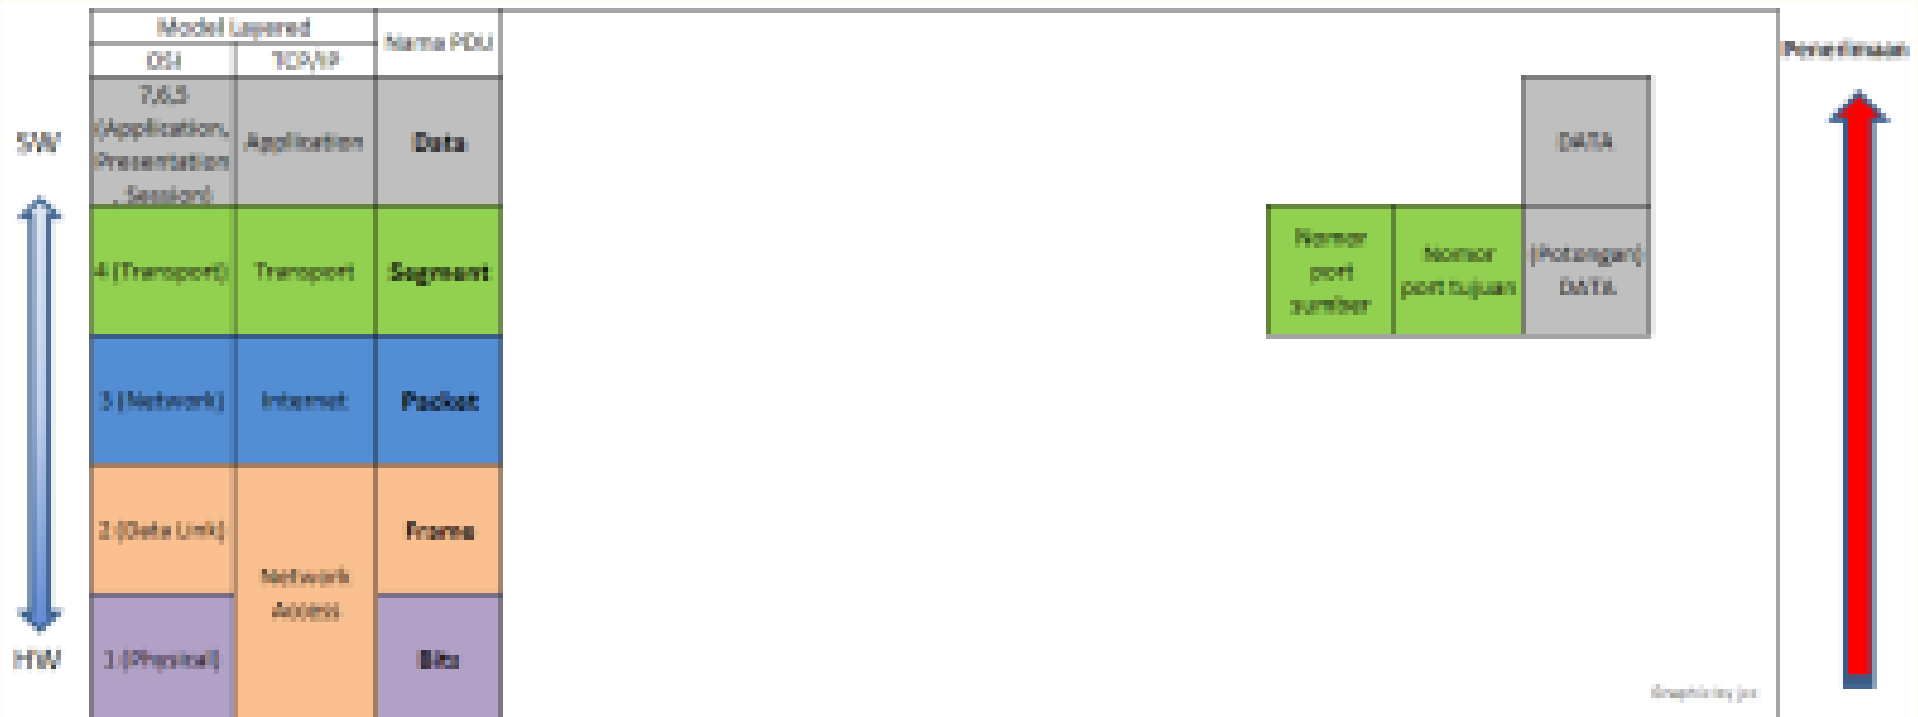 Model Layered
Nama PDU
Penerimaan
OSI
TCP/IP
7,6,5
(Application,
Presentation
, Session)
Application
Data
DATA
SW
4 (Transport)
Transport
Segment
Nomor
port
sumber
Nomor
port tujuan
(Potongan)
DATA
3 (Network)
Internet
Packet
2 (Data Link)
Frame
Network
Access
HW
1 (Physical)
Bits
Graphic by